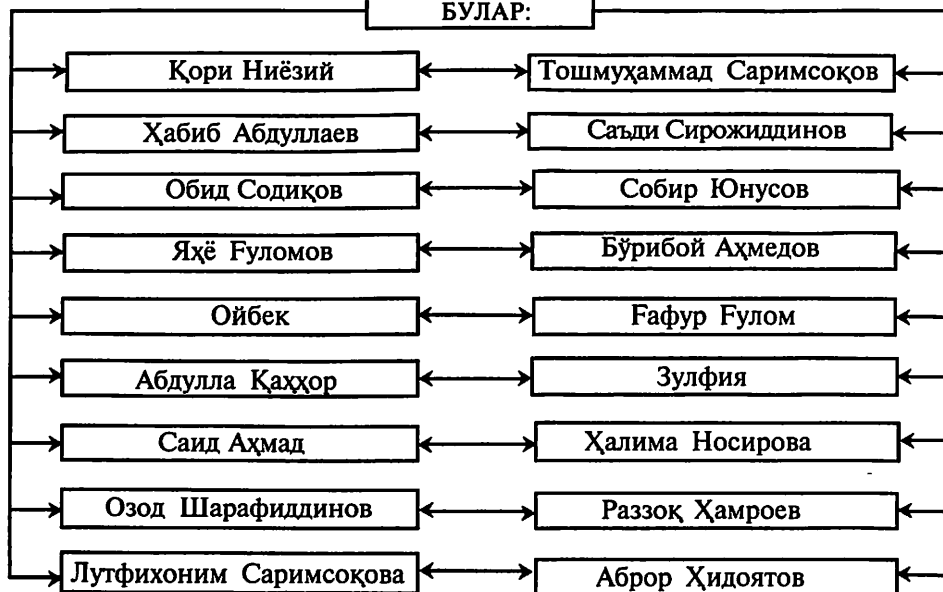 БУЛАР:
Қори Ниёзий
Тошмуҳаммад Саримсоқов
Ҳабиб Абдуллаев
Саъди Сирожиддинов
Обид Содиқов
Собир Юнусов
Яҳё Ғуломов
Бўрибой Аҳмедов
Ойбек
Ғафур Ғулом
Абдулла Қаҳҳор
Зулфия
Саид Аҳмад
Ҳалима Носирова
Озод Шарафиддинов
Раззоқ Ҳамроев
Лутфихоним Саримсоқова
Аброр Ҳидоятов